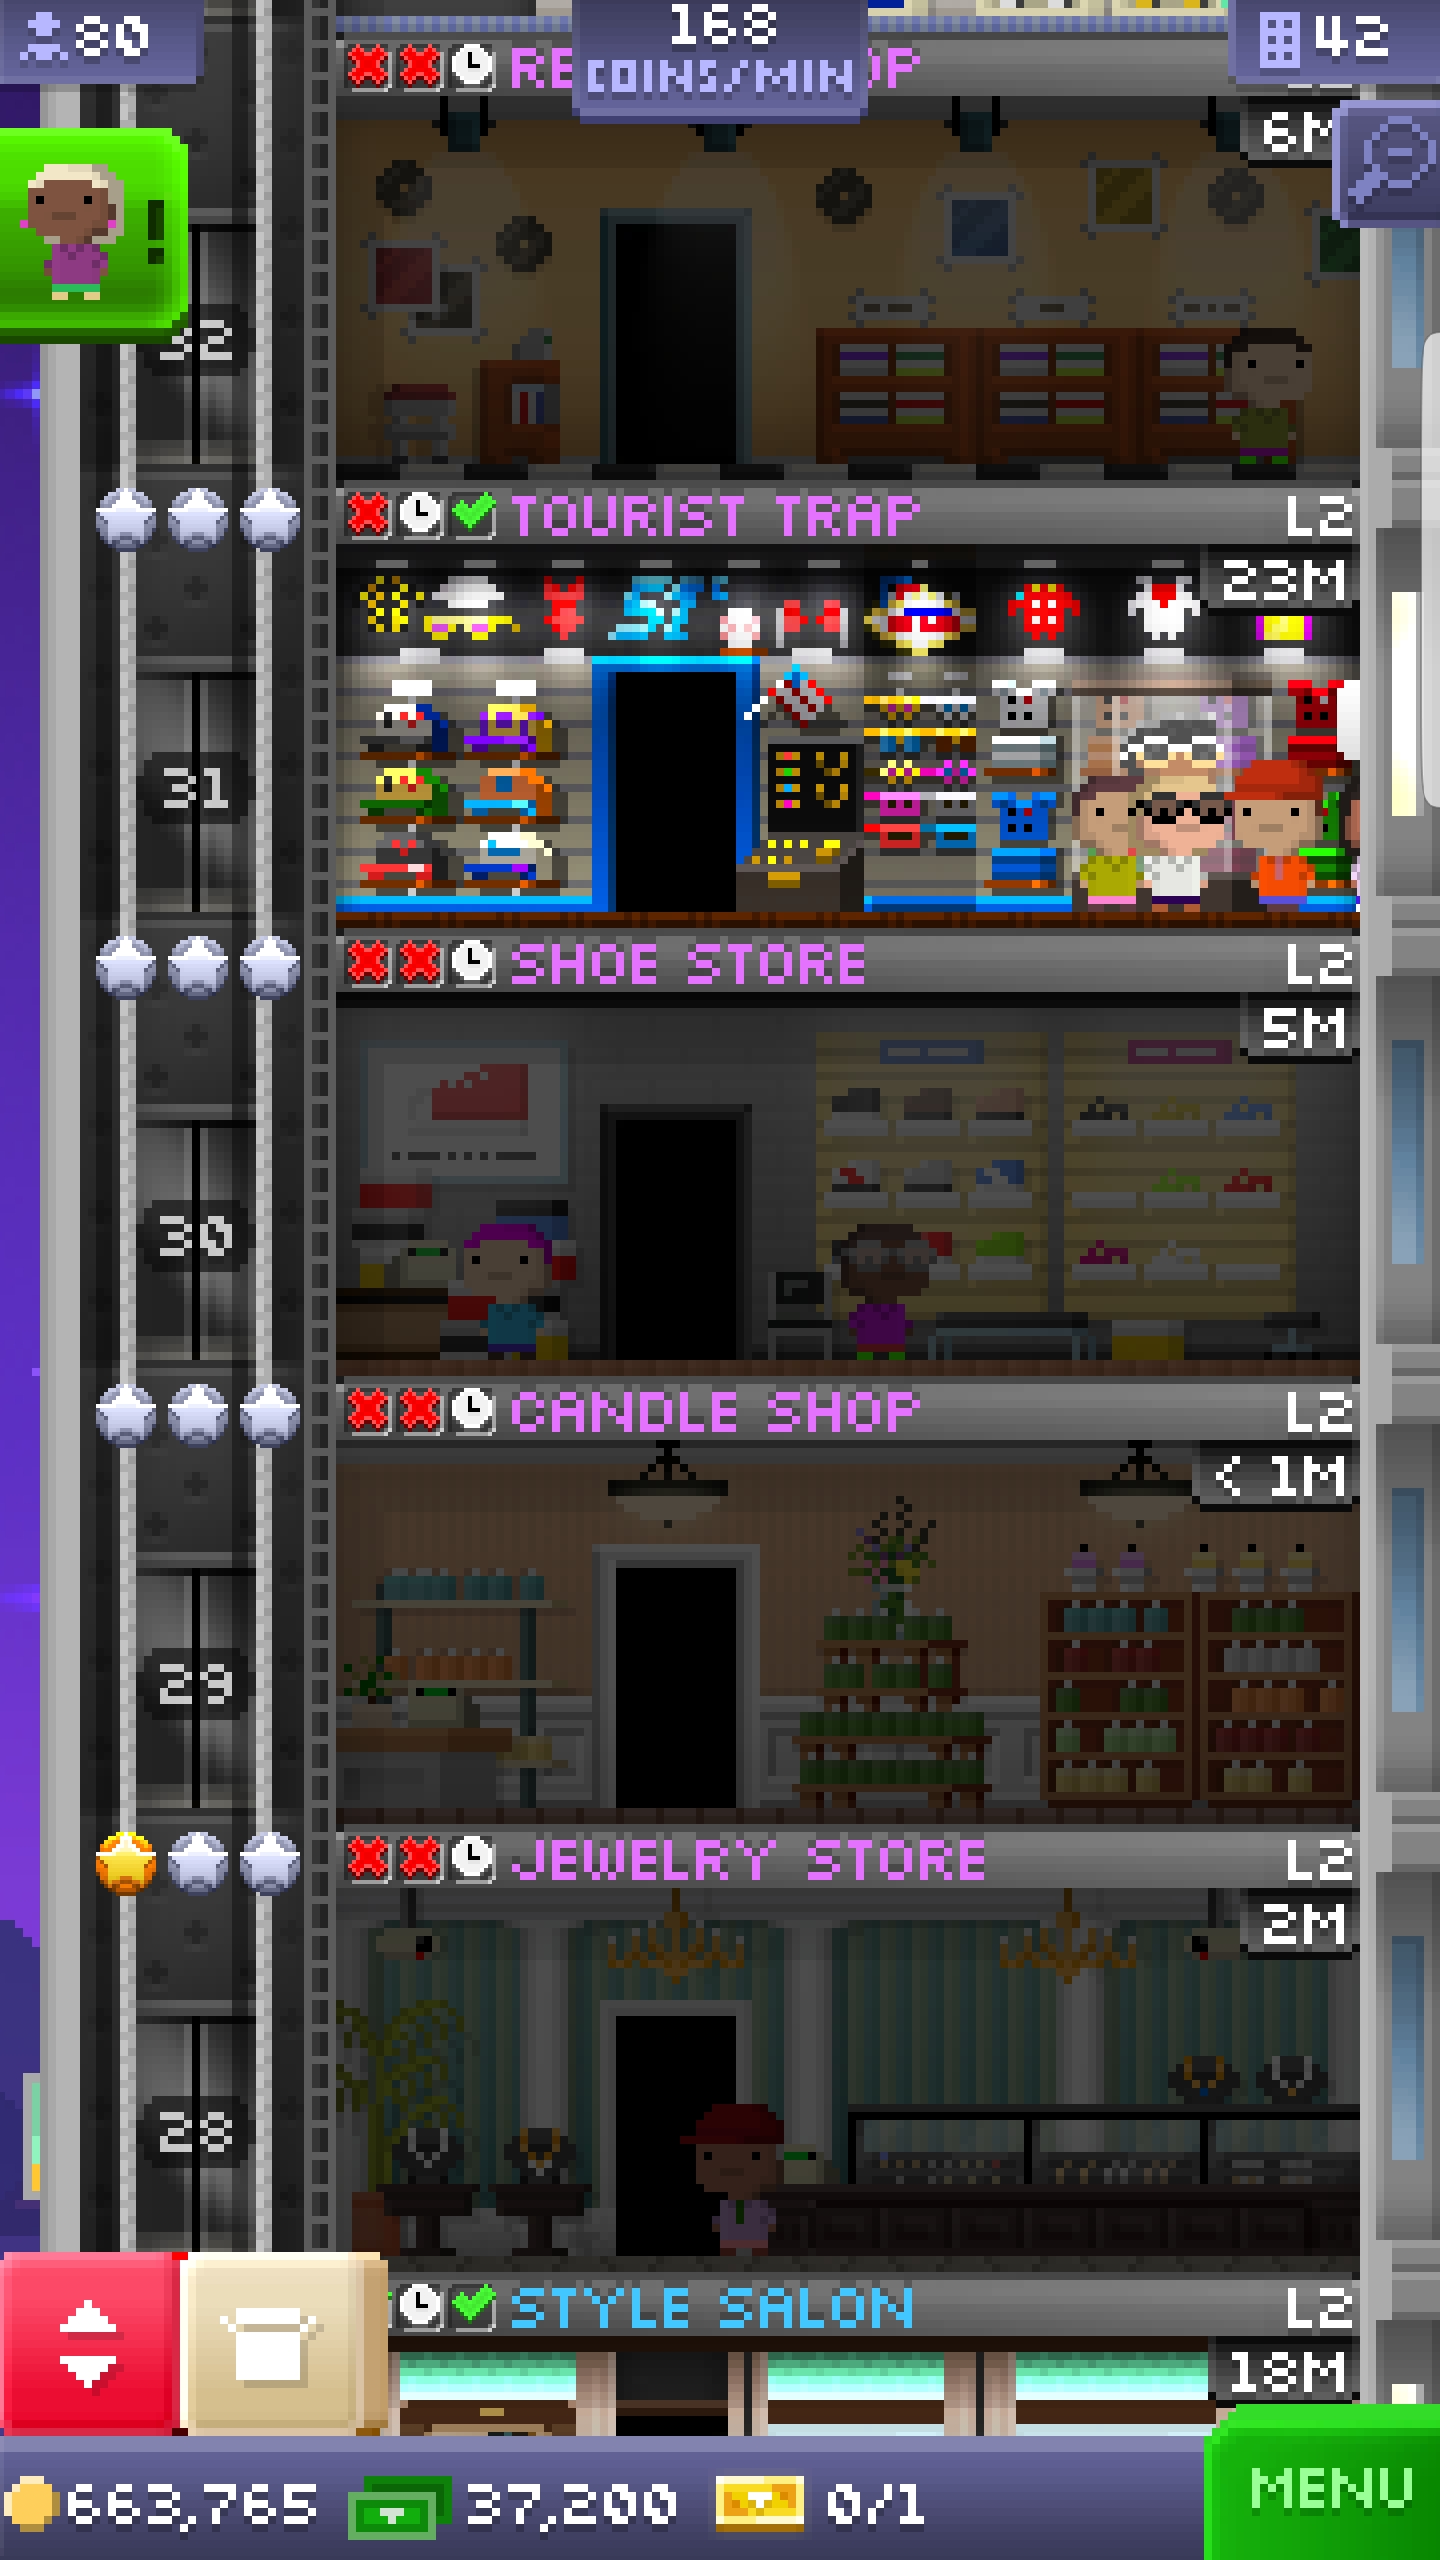 80
168
COINS/MIN
42
RE
OP
6M
32
TOURIST TRAP
L2
23M
31
SHOE STORE
L2
5M
30
CANDLE SHOP
L2
< 1M
29
JEWELRY STORE
L2
2M
28
STYLE SALON
L2
18M
663,765
37,200
0/1
MENU